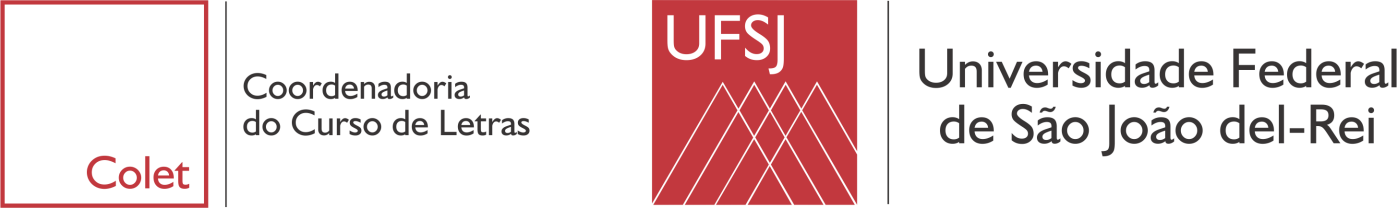 Colet
Coordenadoria
do Curso de Letras
UFSJ
Universidade Federal
de São João del-Rei